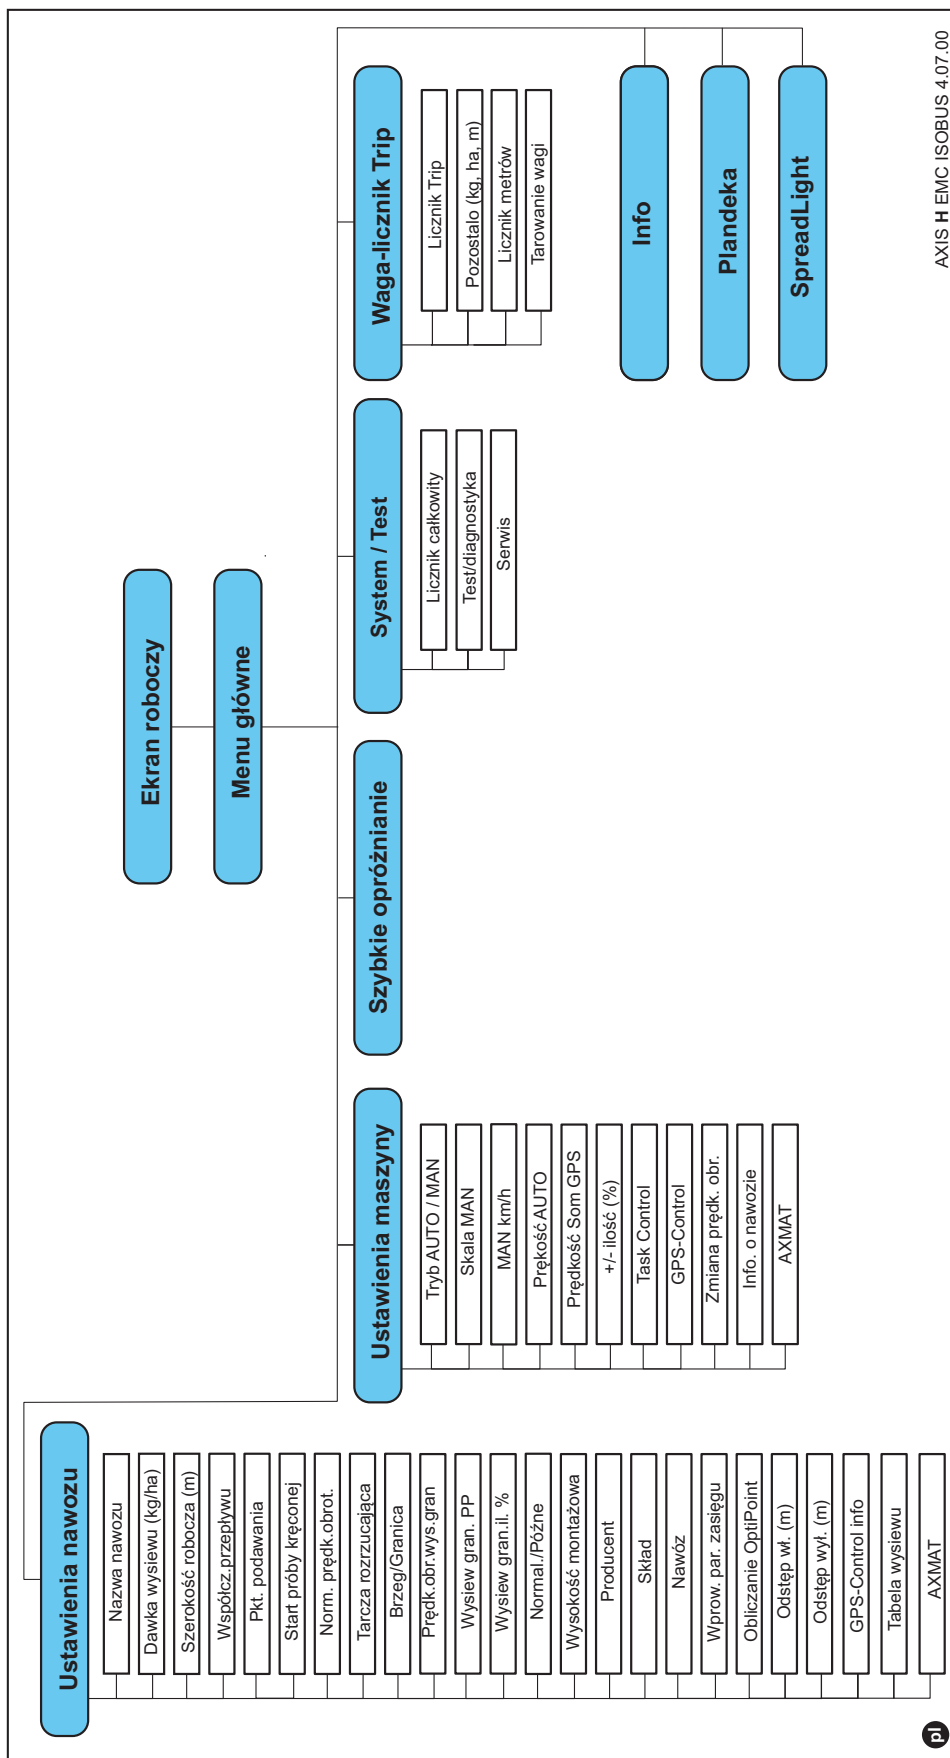 Ekran roboczy
Menu główne
Ustawienia nawozu
Nazwa nawozu
Dawka wysiewu (kg/ha)
Szerokość robocza (m)
Współcz.przepływu
Pkt. podawania
Start próby kręconej
Norm. prędk.obrot.
Tarcza rozrzucająca
Brzeg/Granica
Prędk.obr.wys.gran
Wysiew gran. PP
Wysiew gran.il. %
Normal./Późne
Wysokość montażowa
Producent
Skład
Nawóz
Wprow. par. zasięgu
Obliczanie OptiPoint
Odstęp wł. (m)
Odstęp wył. (m)
GPS-Control info
Tabela wysiewu
AXMAT
Ustawienia maszyny
Tryb AUTO / MAN
Skala MAN
MAN km/h
Prękość AUTO
Prędkość Som GPS
+/- ilość (%)
Task Control
GPS-Control
Zmiana prędk. obr.
Info. o nawozie
AXMAT
Szybkie opróżnianie
System / Test
Licznik całkowity
Test/diagnostyka
Serwis
Waga-licznik Trip
Licznik Trip
Pozostalo (kg, ha, m)
Licznik metrów
Tarowanie wagi
Info
Plandeka
SpreadLight
pl
AXIS H EMC ISOBUS 4.07.00